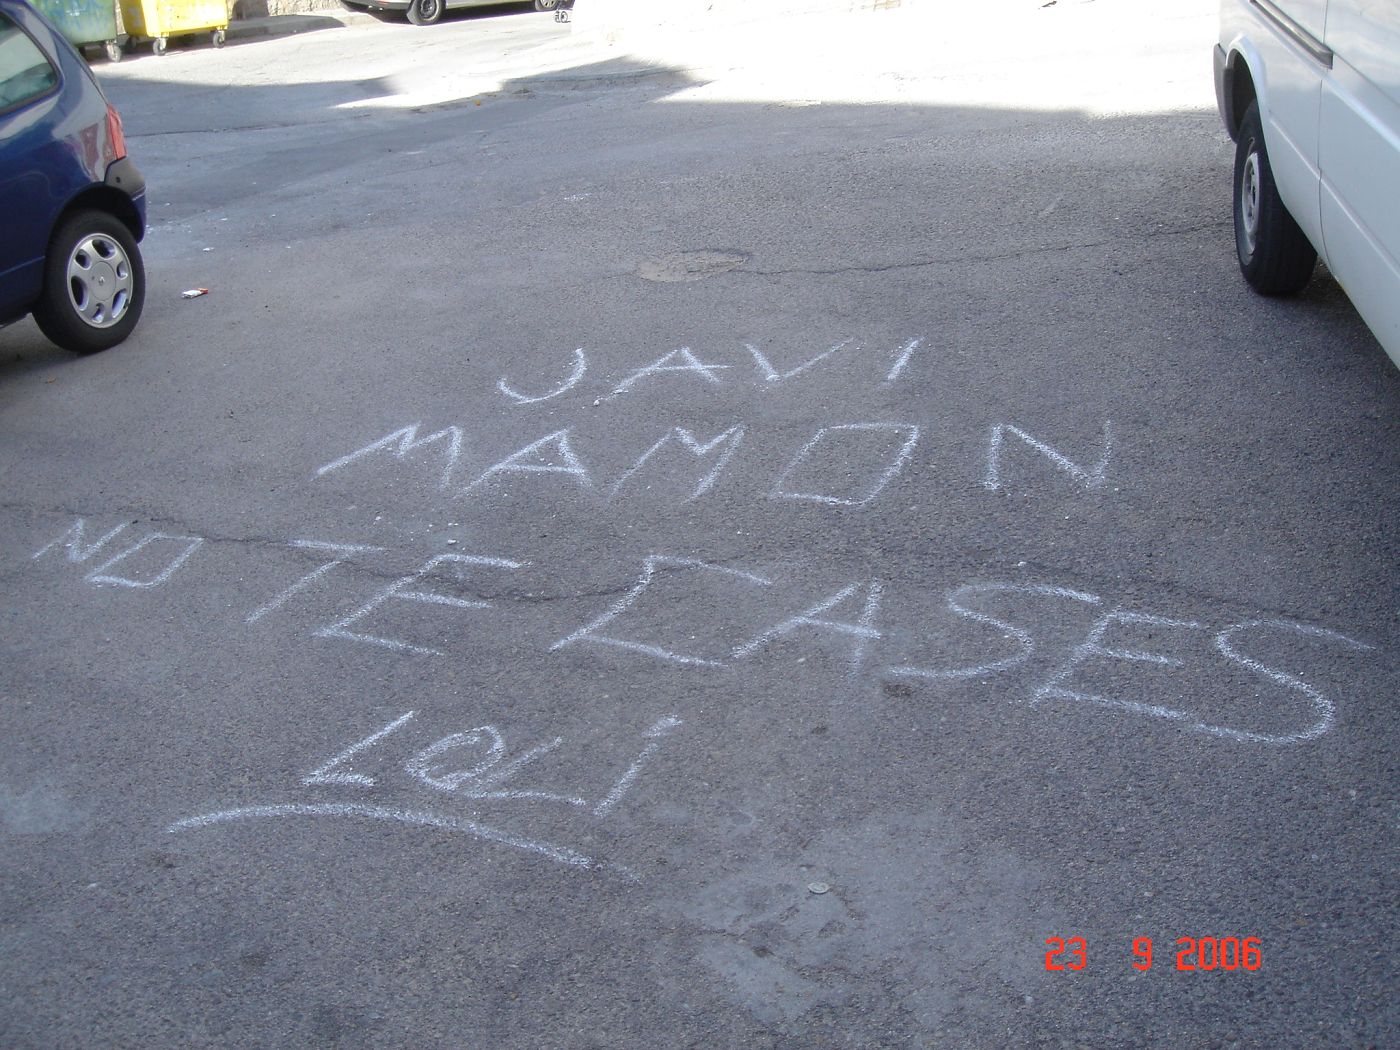 JAVI
MAMON
NO TE CASES
LOLI
23 9 2006